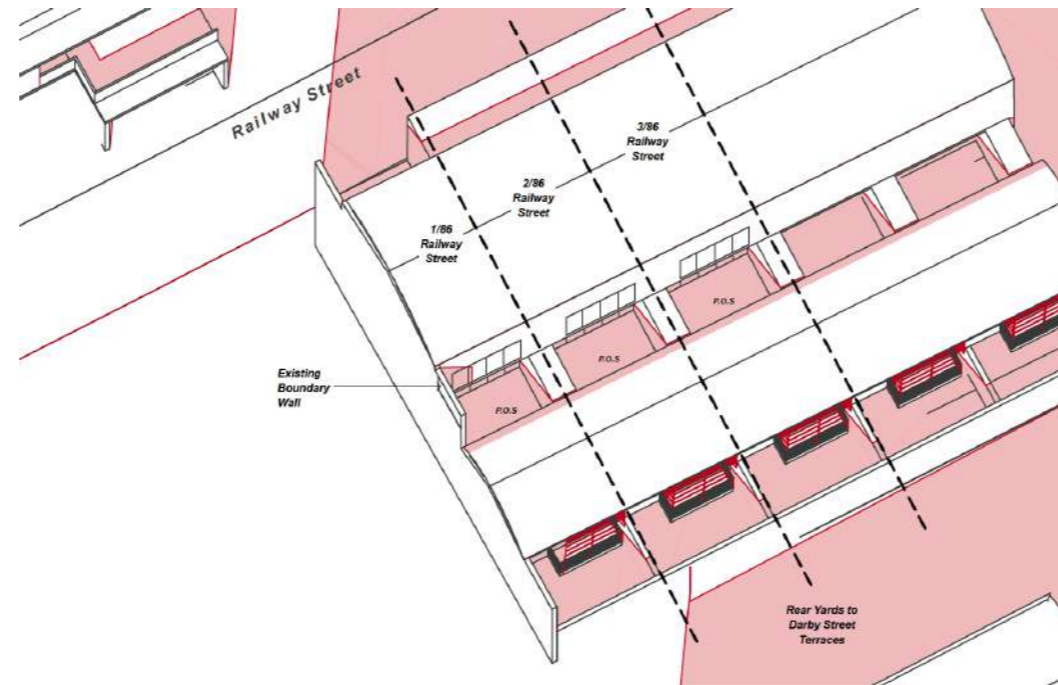 Railway Street
3/86
Railway
Street
2/86
Railway
Street
1/86
Railway
Street
P.O.S
P.O.S
P.O.S
Existing
Boundary
Wall
Rear Yards to
Darby Street
Terraces